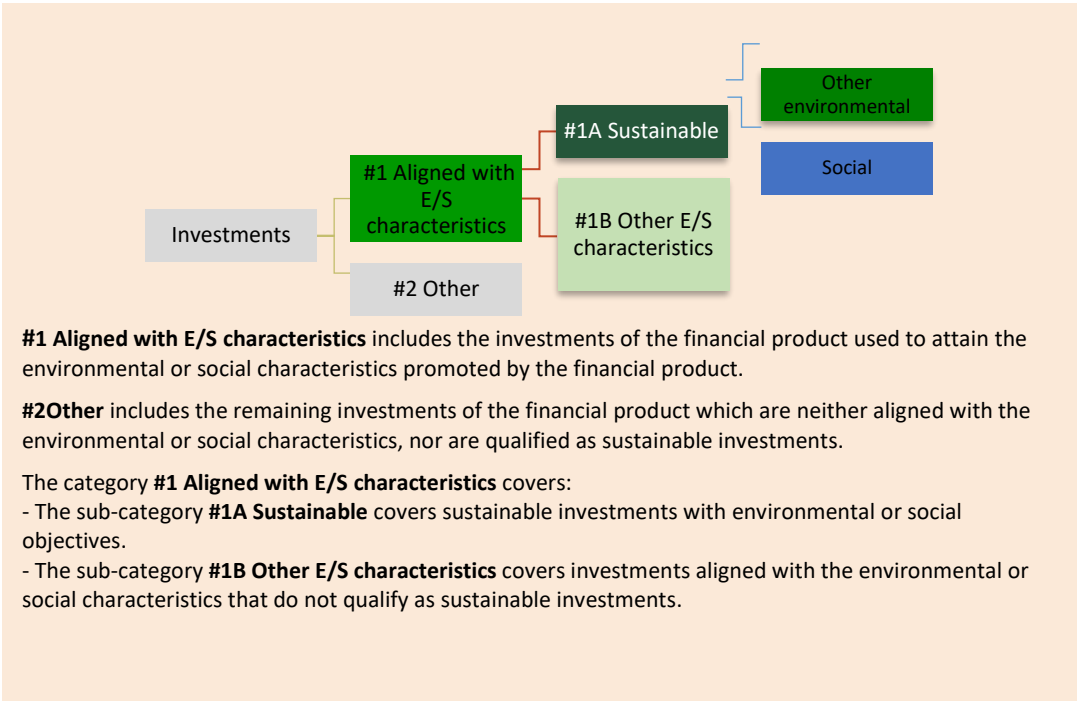 Other
environmental
#1A Sustainable
Social
#1 Aligned with
E/S
characteristics
#1B Other E/S
characteristics
Investments
#2 Other
#1 Aligned with E/S characteristics includes the investments of the financial product used to attain the
environmental or social characteristics promoted by the financial product.
#2Other includes the remaining investments of the financial product which are neither aligned with the
environmental or social characteristics, nor are qualified as sustainable investments.
The category #1 Aligned with E/S characteristics covers:
- The sub-category #1A Sustainable covers sustainable investments with environmental or social
objectives.
- The sub-category #1B Other E/S characteristics covers investments aligned with the environmental or
social characteristics that do not qualify as sustainable investments.